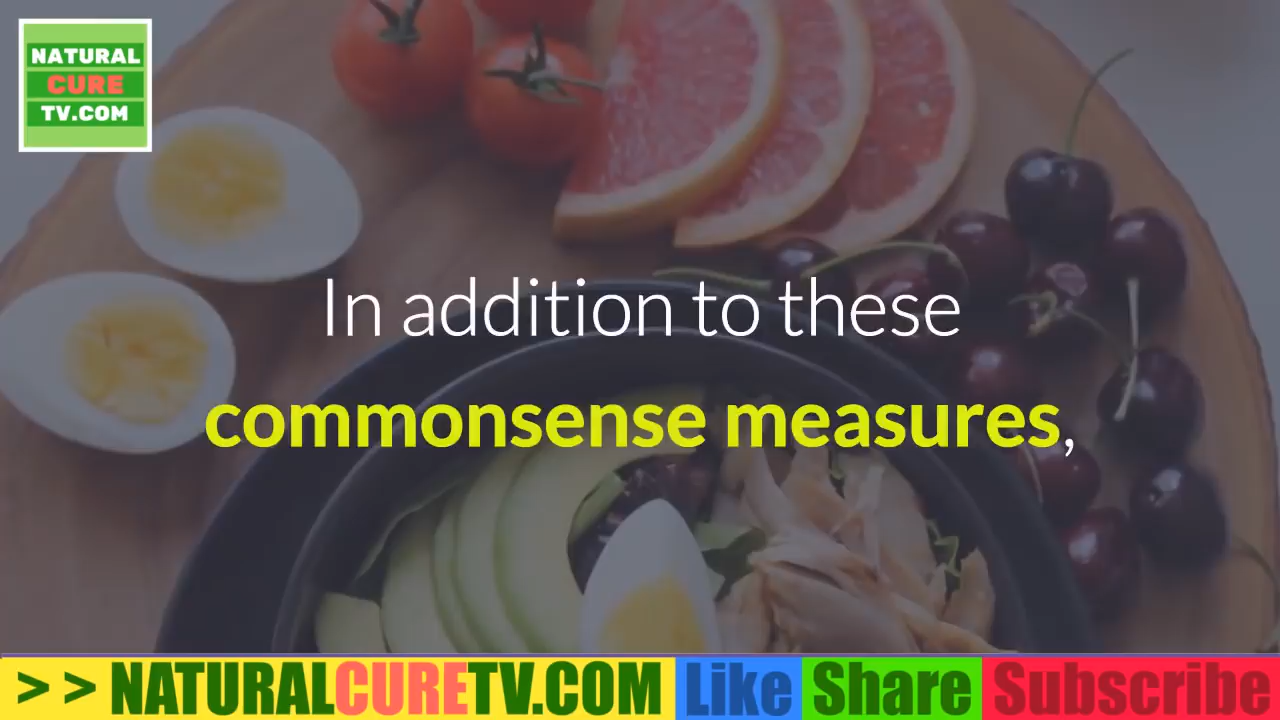 NATURAL
CURE
TV.COM
In addition to these
commonsense measures,
> > NATURALCURETV.COM Like Share Subscribe